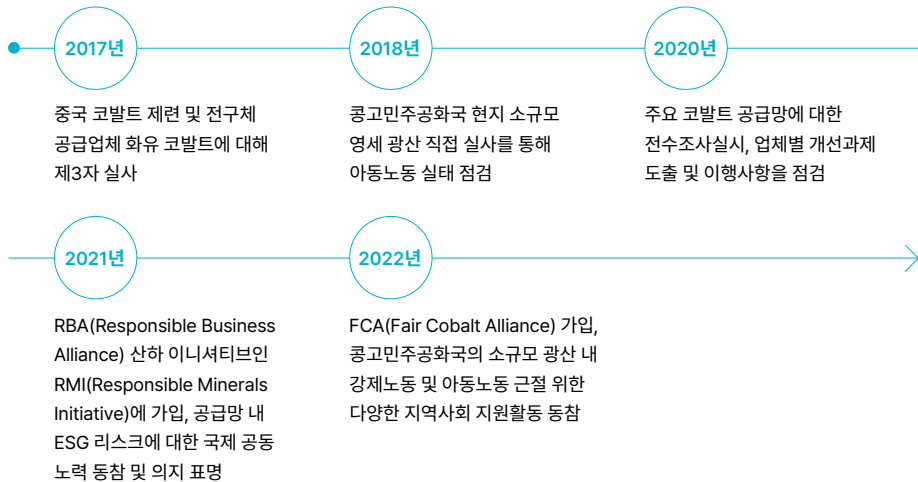 2017년
2018년
2020년
중국 코발트 제련 및 전구체
공급업체 화유 코발트에 대해
제3자 실사
콩고민주공화국 현지 소규모
영세 광산 직접 실사를 통해
아동노동 실태 점검
주요 코발트 공급망에 대한
전수조사실시, 업체별 개선과제
도출 및 이행사항을 점검
2021년
2022년
RBA(Responsible Business
Alliance) 산하 이니셔티브인
RMI(Responsible Minerals
Initiative)에 가입, 공급망 내
ESG 리스크에 대한 국제 공동
노력 동참 및 의지 표명
FCA(Fair Cobalt Alliance) 가입,
콩고민주공화국의 소규모 광산 내
강제노동 및 아동노동 근절 위한
다양한 지역사회 지원활동 동참